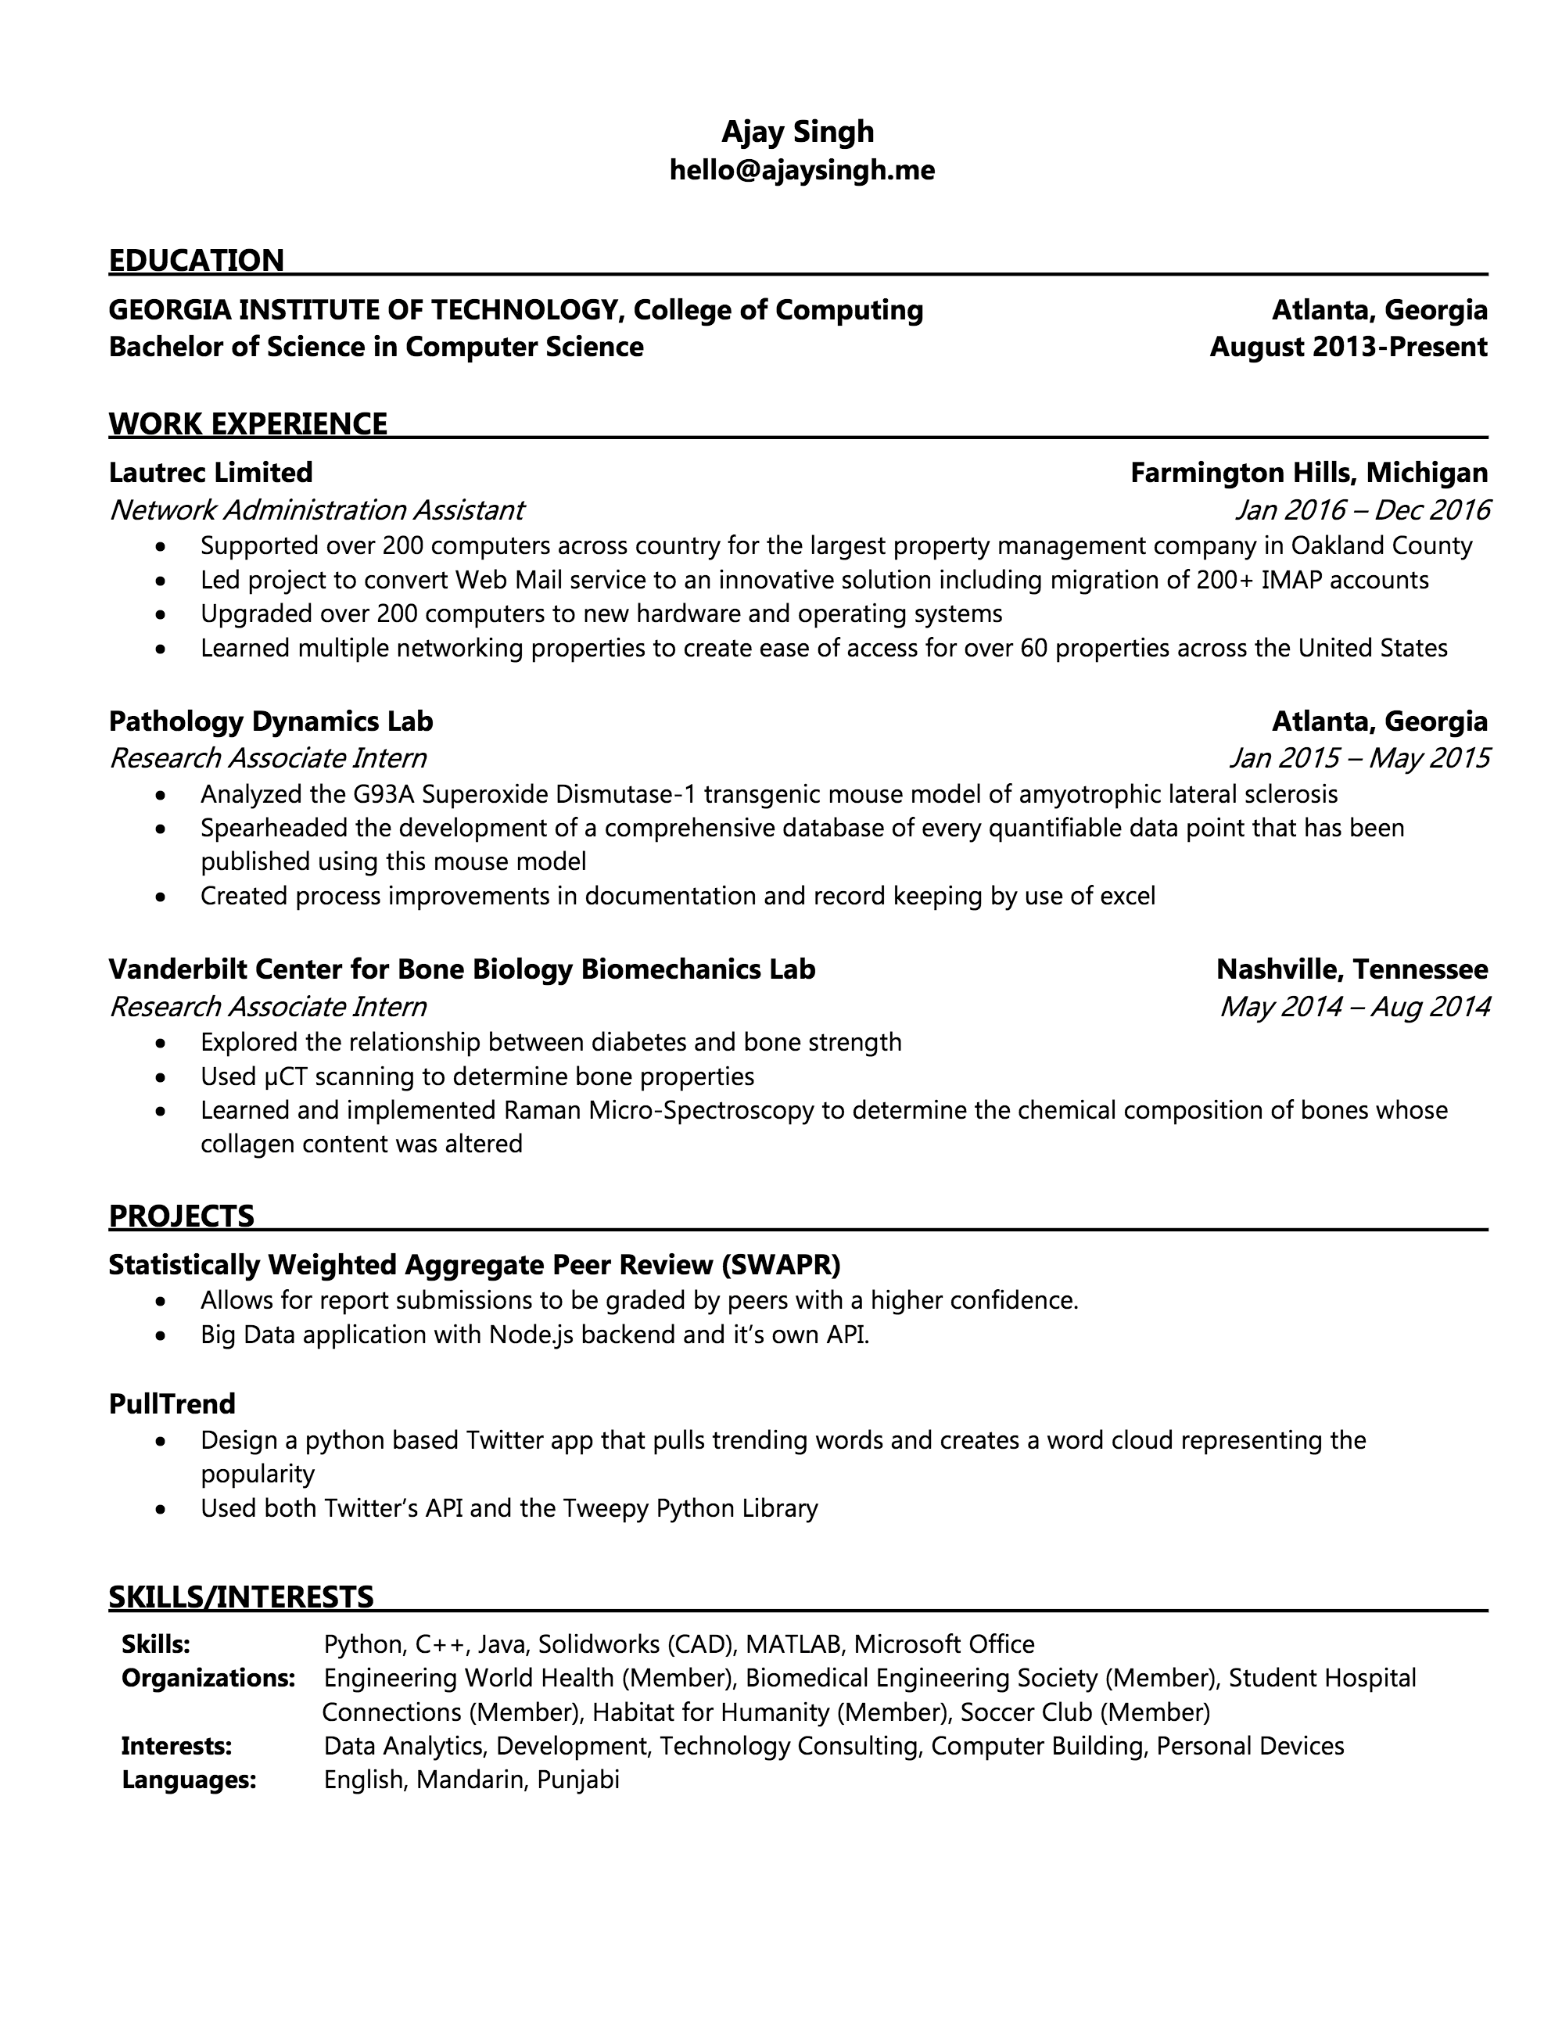 Ajay Singh
hello@ajaysingh.me
EDUCATION
GEORGIA INSTITUTE OF TECHNOLOGY, College of Computing Atlanta, Georgia
Bachelor of Science in Computer Science August 2013-Present
WORK EXPERIENCE
Lautrec Limited Farmington Hills, Michigan
Network Administration Assistant Jan 2016 – Dec 2016
• Supported over 200 computers across country for the largest property management company in Oakland County
• Led project to convert Web Mail service to an innovative solution including migration of 200+ IMAP accounts
• Upgraded over 200 computers to new hardware and operating systems
• Learned multiple networking properties to create ease of access for over 60 properties across the United States
Pathology Dynamics Lab Atlanta, Georgia
Research Associate Intern Jan 2015 – May 2015
• Analyzed the G93A Superoxide Dismutase-1 transgenic mouse model of amyotrophic lateral sclerosis
• Spearheaded the development of a comprehensive database of every quantifiable data point that has been
published using this mouse model
• Created process improvements in documentation and record keeping by use of excel
Vanderbilt Center for Bone Biology Biomechanics Lab Nashville, Tennessee
Research Associate Intern May 2014 – Aug 2014
• Explored the relationship between diabetes and bone strength
• Used µCT scanning to determine bone properties
• Learned and implemented Raman Micro-Spectroscopy to determine the chemical composition of bones whose
collagen content was altered
PROJECTS
Statistically Weighted Aggregate Peer Review (SWAPR)
• Allows for report submissions to be graded by peers with a higher confidence.
• Big Data application with Node.js backend and it’s own API.
PullTrend
• Design a python based Twitter app that pulls trending words and creates a word cloud representing the
popularity
• Used both Twitter’s API and the Tweepy Python Library
SKILLS/INTERESTS
Skills: Python, C++, Java, Solidworks (CAD), MATLAB, Microsoft Office
Organizations: Engineering World Health (Member), Biomedical Engineering Society (Member), Student Hospital
Connections (Member), Habitat for Humanity (Member), Soccer Club (Member)
Interests: Data Analytics, Development, Technology Consulting, Computer Building, Personal Devices
Languages: English, Mandarin, Punjabi